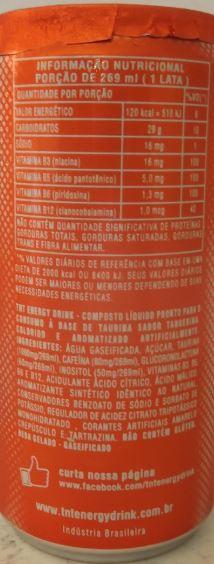 INFORMAÇÃO NUTRICIONAL
PORÇÃO DE 269 ml ( 1 LATA )
QUANTIDADE POR PORÇÃO %VD(*)
VALOR ENERGÉTICO 120 kcal = 513 kJ 6
CARBOIDRATOS 29 g 10
SÓDIO 16 mg
VITAMINA B3 (niacina) 16 mg 100
VITAMINA B5 (ácido pantotênico) 5,0 mg 100
VITAMINA B6 (piridoxina) 1,3 mg 100
VITAMINA B12 (cianocobalamina) 1,0 mcg 42
NÃO CONTÉM QUANTIDADE SIGNIFICATIVA DE PROTEÍNAS
GORDURAS TOTAIS, GORDURAS SATURADAS, GORDURAS
TRANS E FIBRA ALIMENTAR.
*% VALORES DIÁRIOS DE REFERÊNCIA COM BASE EM UMA
DIETA DE 2000 kcal OU 8400 kJ. SEUS VALORES DIÁRIOS
PODEM SER MAIORES OU MENORES DEPENDENDO DE SUAS
NECESSIDADES ENERGÉTICAS.
TNT ENERGY DRINK - COMPOSTO LÍQUIDO PRONTO PARA O
CONSUMO À BASE DE TAURINA SABOR TANGERINA,
COLORIDO E AROMATIZADO ARTIFICIALMENTE.
INGREDIENTES: ÁGUA GASEIFICADA, AÇÚCAR, TAURINA
(1000mg/269ml), CAFEÍNA (80mg/269ml), GLUCORONOLACTONA
INOSITOL (50mg/269ml), VITAMINAS B3, B5,
B6 E B12, ACIDULANTE ÁCIDO CÍTRICO, ÁCIDO MÁLICO
AROMATIZANTE SINTÉTICO IDÊNTICO AO NATURAL,
CONSERVADORES BENZOATO DE SÓDIO E SORBATO DE
POTÁSSIO, REGULADOR DE ACIDEZ CITRATO TRIPOTÁSSICO
MONOHIDRATADO, CORANTES ARTIFICIAIS AMARELO
CREPÚSCULO E TARTRAZINA. NÃO CONTÉM GLÚTEN.
GELADO - GASEIFICADO
curta nossa página
www.facebook.com/tntenergydrink
www.tntenergydrink.com.br
Indústria Brasileira